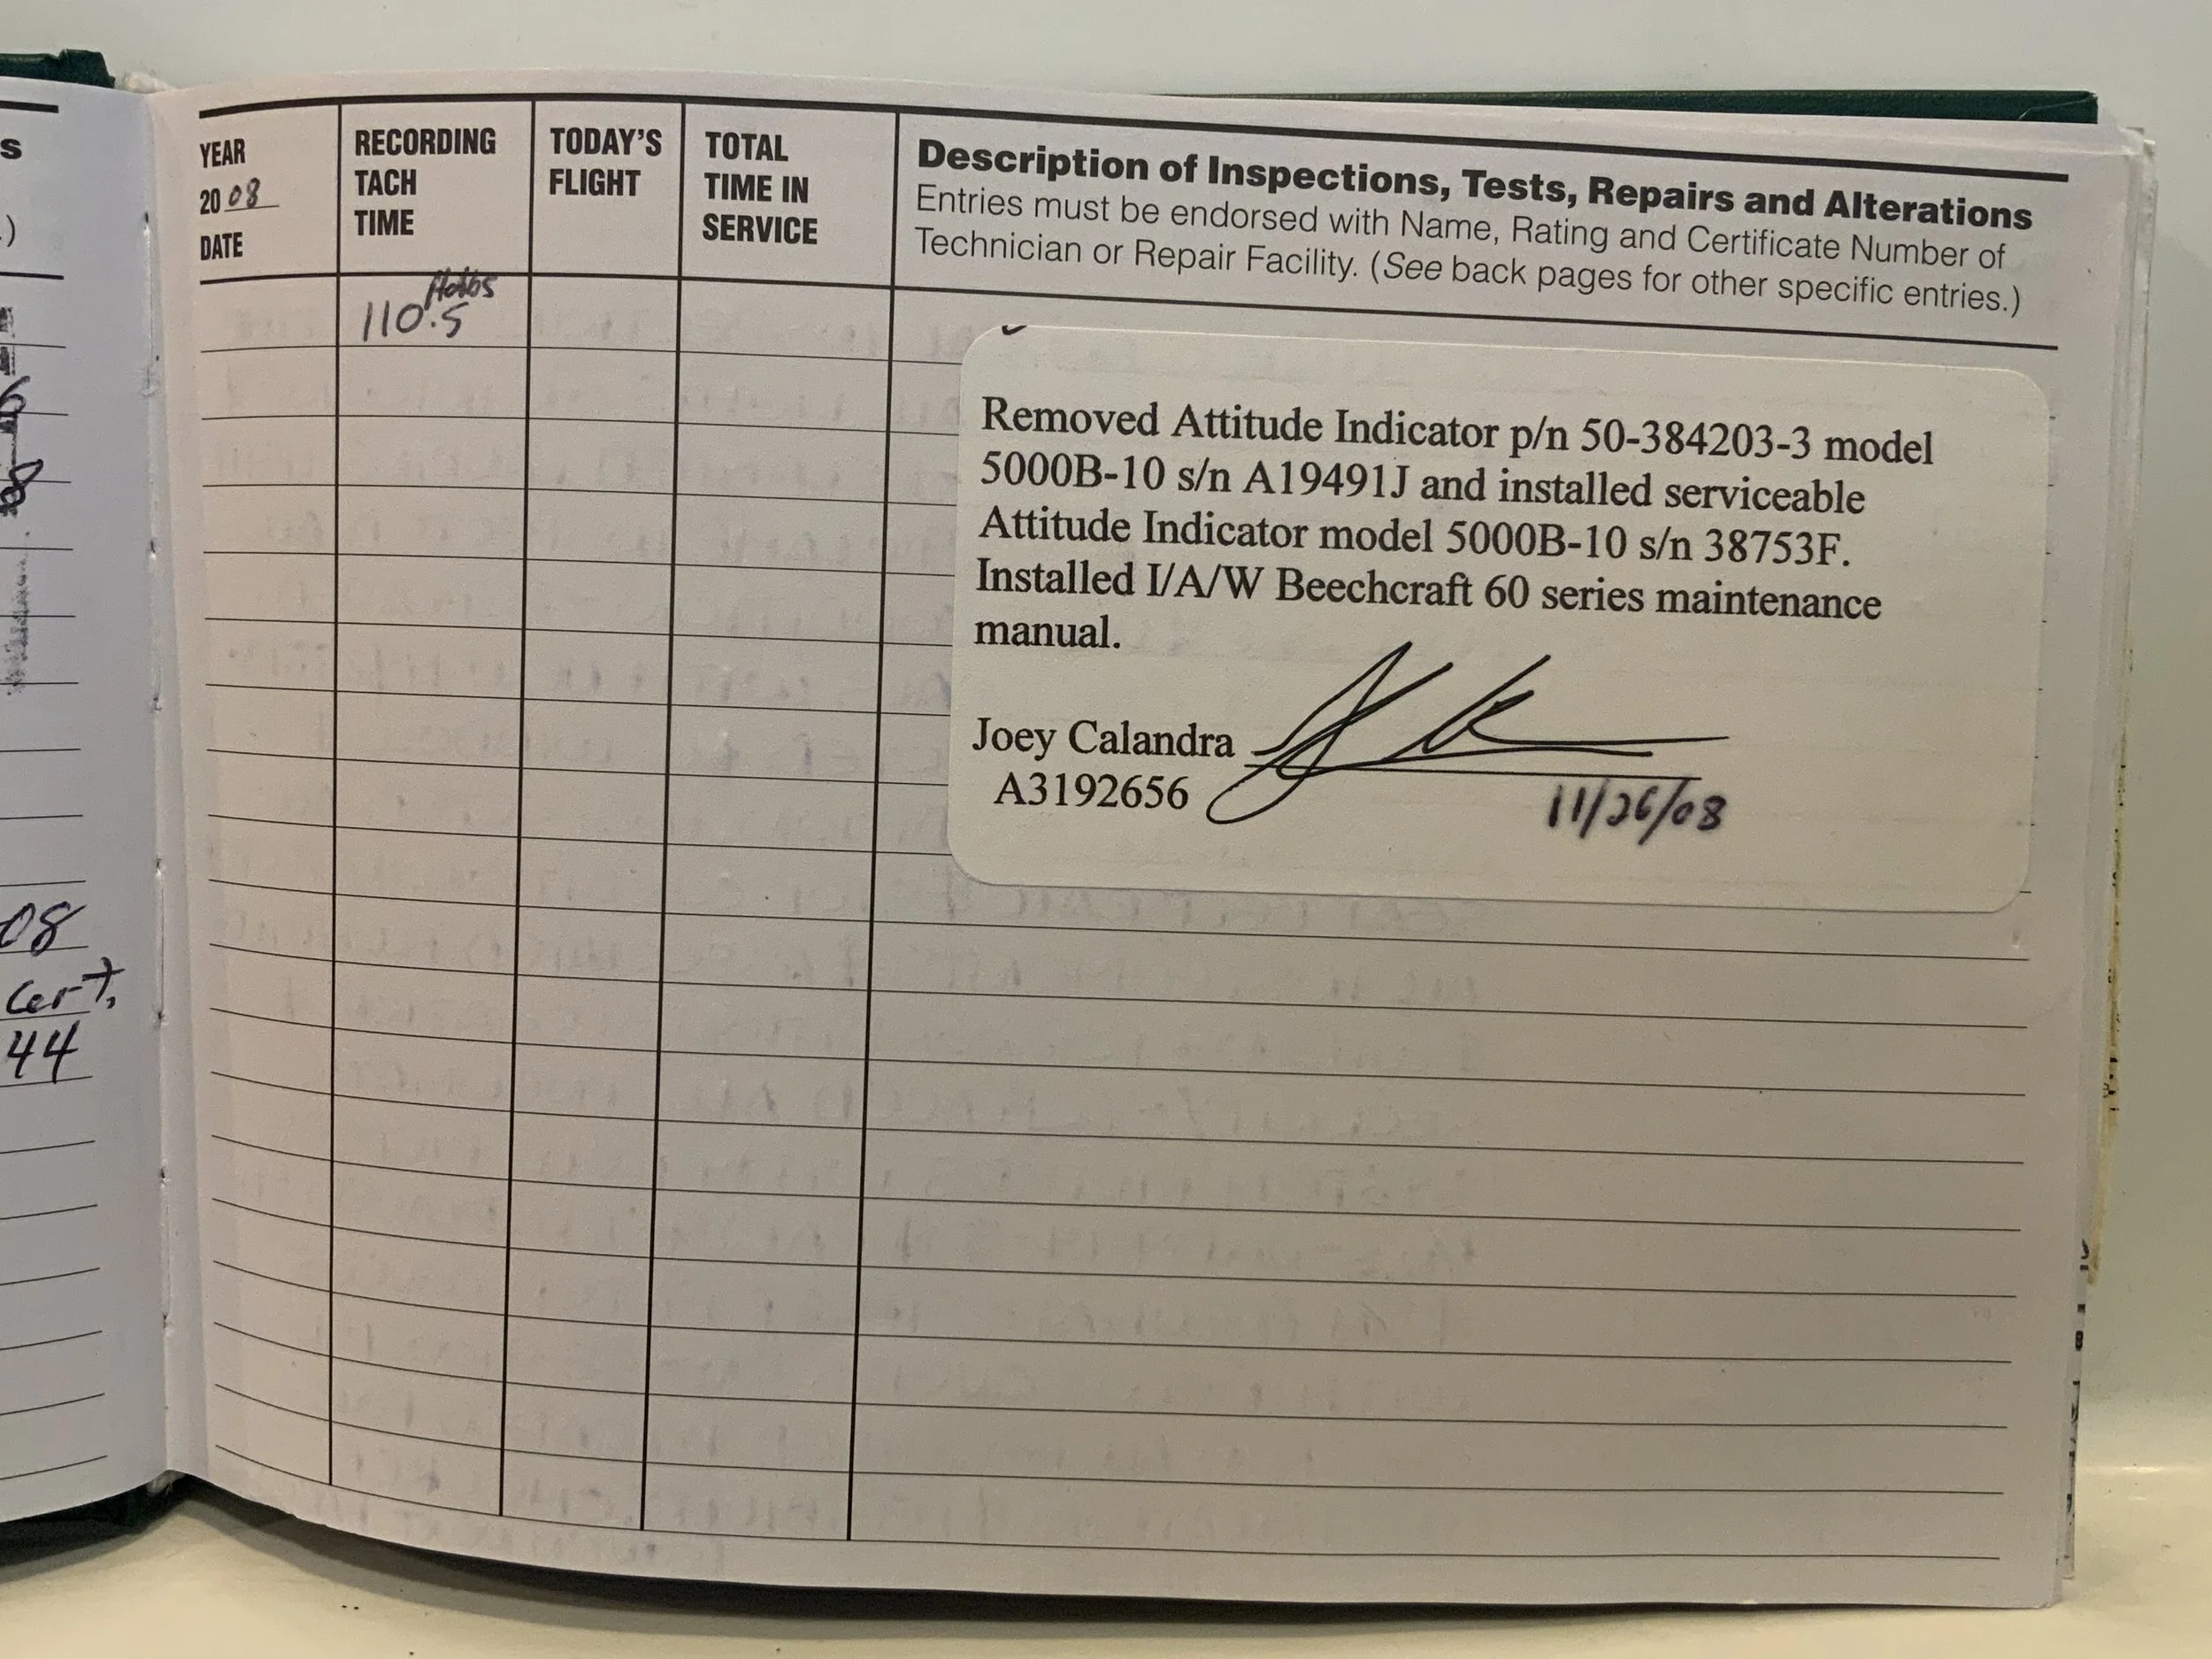 s
.)
08
Cert.
44
YEAR
20 08
DATE
RECORDING
TACH
TIME
TODAY'S
FLIGHT
TOTAL
TIME IN
SERVICE
Description of Inspections, Tests, Repairs and Alterations
Entries must be endorsed with Name, Rating and Certificate Number of
Technician or Repair Facility. (See back pages for other specific entries.)
Hobbs
110.5
Removed Attitude Indicator p/n 50-384203-3 model
5000B-10 s/n A19491J and installed serviceable
Attitude Indicator model 5000B-10 s/n 38753F.
Installed I/A/W Beechcraft 60 series maintenance
manual.
Joey Calandra
A3192656
11/26/08